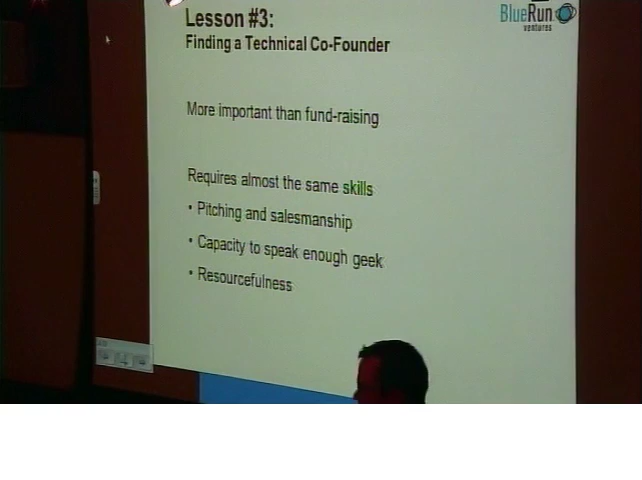 Lesson #3:
BlueRun
ventures
Finding a Technical Co-Founder
More important than fund-raising
Requires almost the same skills
• Pitching and salesmanship
• Capacity to speak enough geek
• Resourcefulness